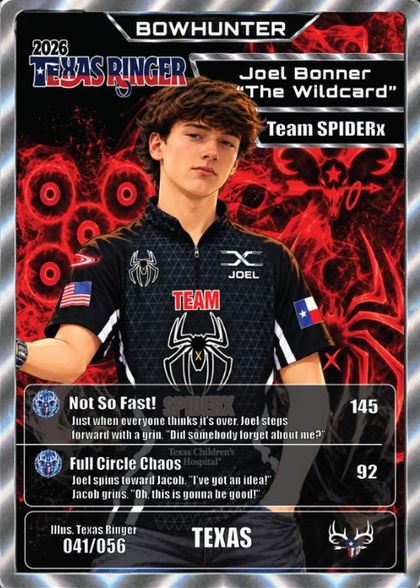 BOWHUNTER
2026
TEXAS RINGER
Joel Bonner
"The Wildcard"
Team SPIDERx
JOEL
TEAM
X
SPIDERX
Not So Fast! 145
Just when everyone thinks it's over, Joel steps
forward with a grin. "Did somebody forget about me?"
Texas Children's
Hospital®
Full Circle Chaos 92
Joel spins toward Jacob. "I've got an idea!"
Jacob grins. "Oh, this is gonna be good!"
Illus. Texas Ringer
041/056
TEXAS